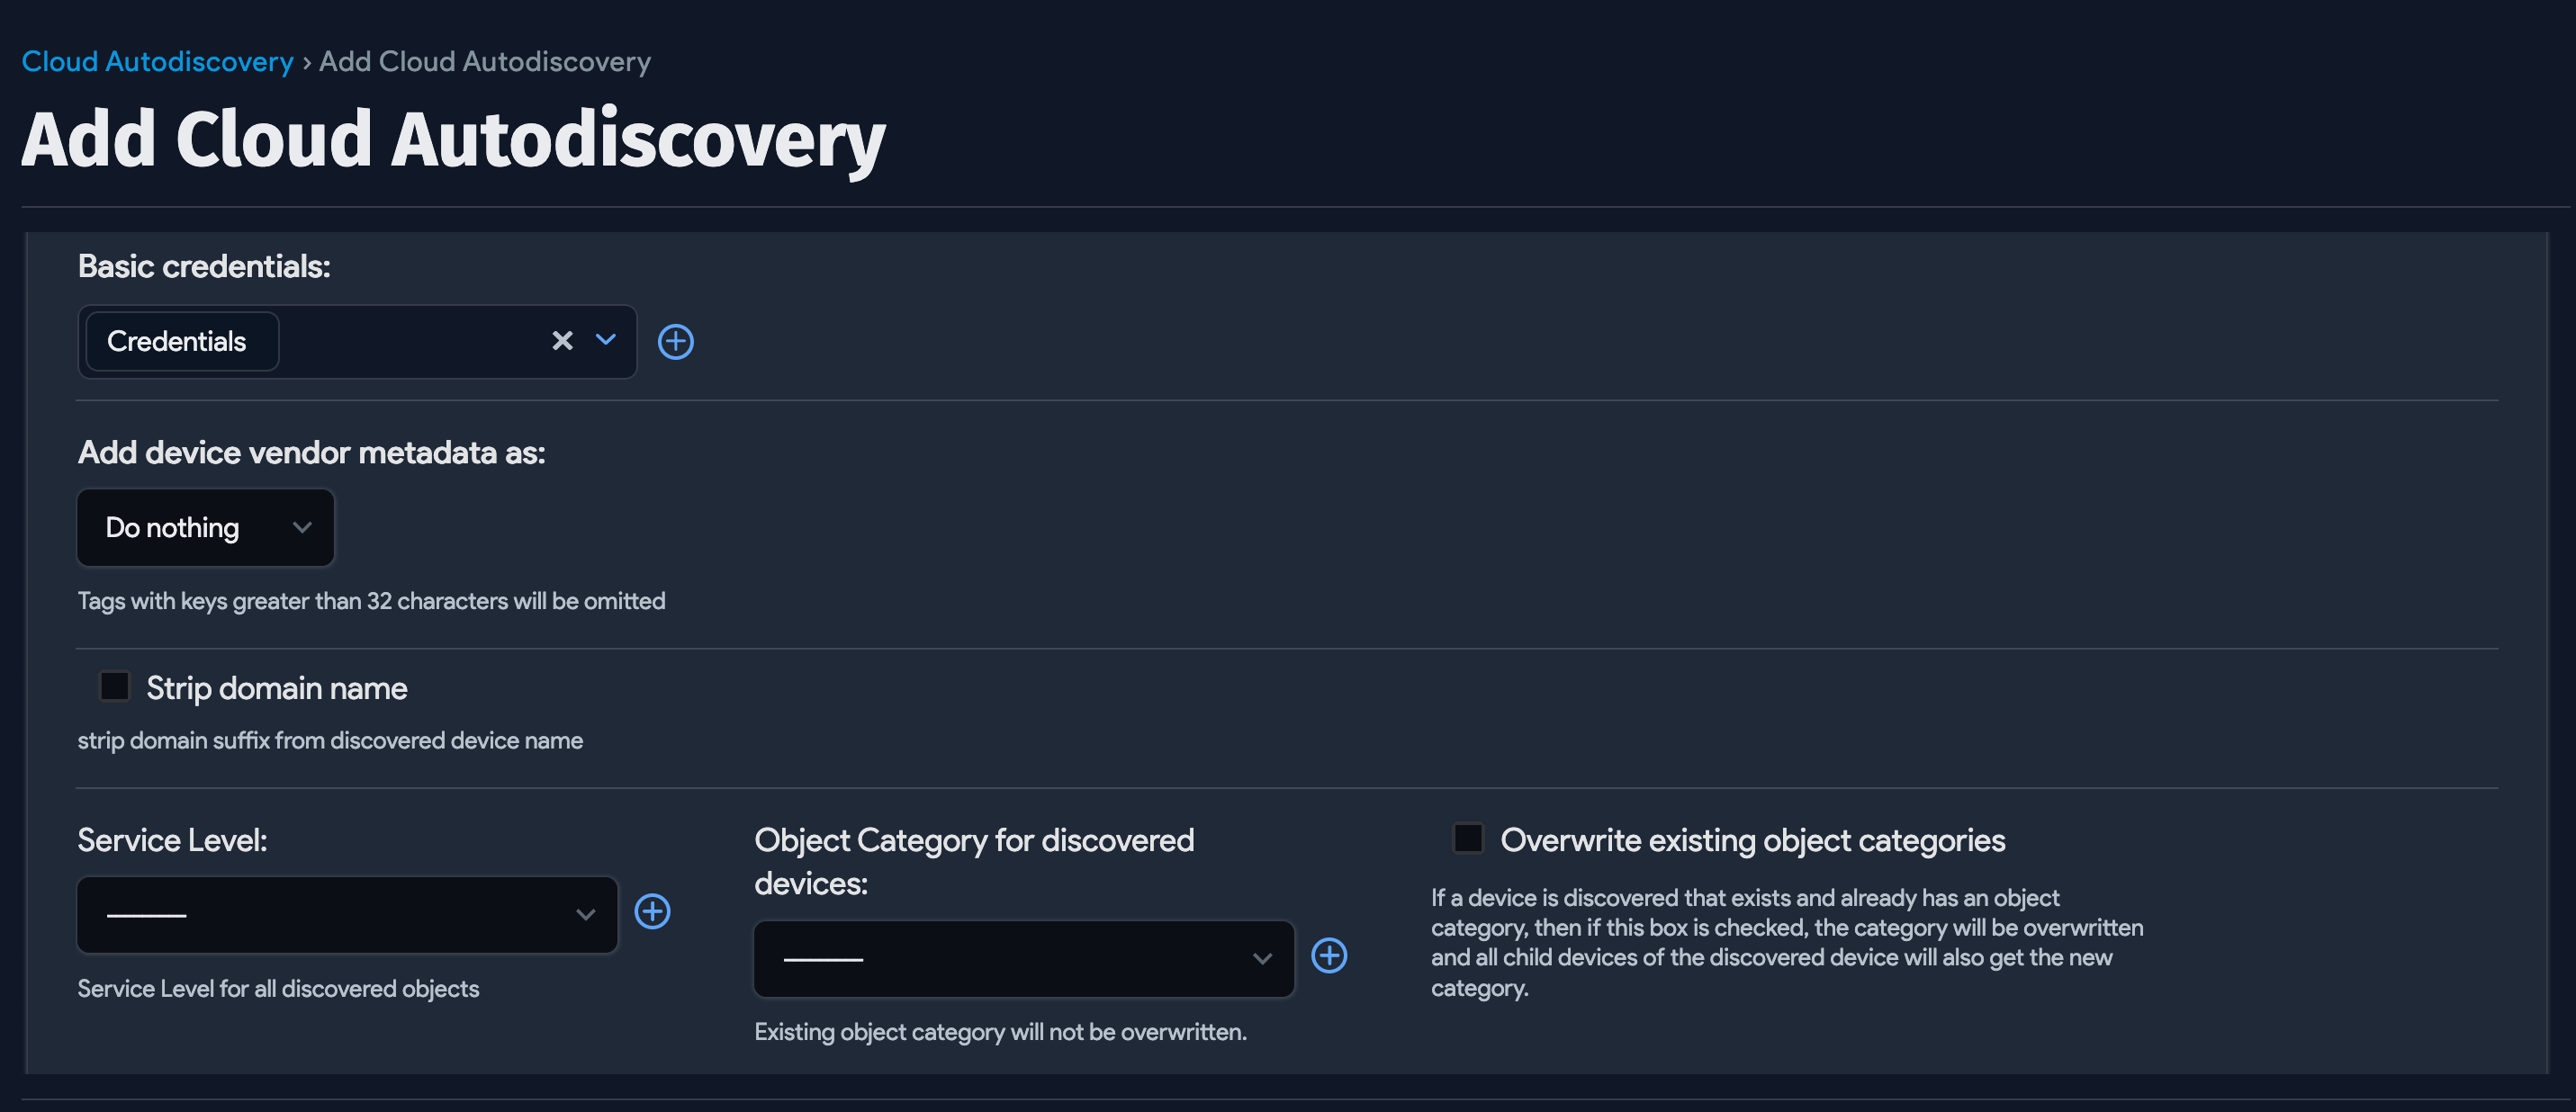 Cloud Autodiscovery › Add Cloud Autodiscovery
Add Cloud Autodiscovery
Basic credentials:
Credentials
Add device vendor metadata as:
Do nothing
Tags with keys greater than 32 characters will be omitted
Strip domain name
strip domain suffix from discovered device name
Service Level:
---------
Service Level for all discovered objects
Object Category for discovered
devices:
---------
Existing object category will not be overwritten.
Overwrite existing object categories
If a device is discovered that exists and already has an object
category, then if this box is checked, the category will be overwritten
and all child devices of the discovered device will also get the new
category.